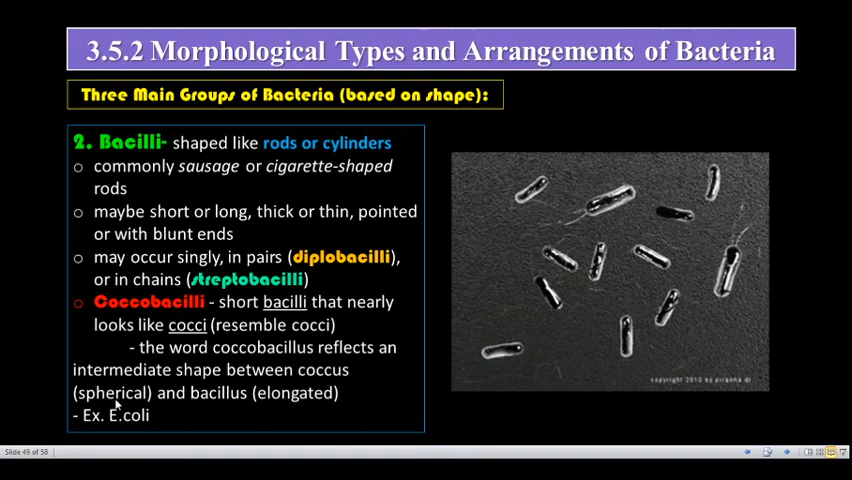 3.5.2 Morphological Types and Arrangements of Bacteria
Three Main Groups of Bacteria (based on shape):
2. Bacilli- shaped like rods or cylinders
o commonly sausage or cigarette-shaped
rods
o maybe short or long, thick or thin, pointed
or with blunt ends
o may occur singly, in pairs (diplobacilli),
or in chains (streptobacilli)
o Coccobacilli - short bacilli that nearly
looks like cocci (resemble cocci)
- the word coccobacillus reflects an
intermediate shape between coccus
(spherical) and bacillus (elongated)
- Ex. E.coli
copyright 2010 by piranha dl
Slide 49 of 58